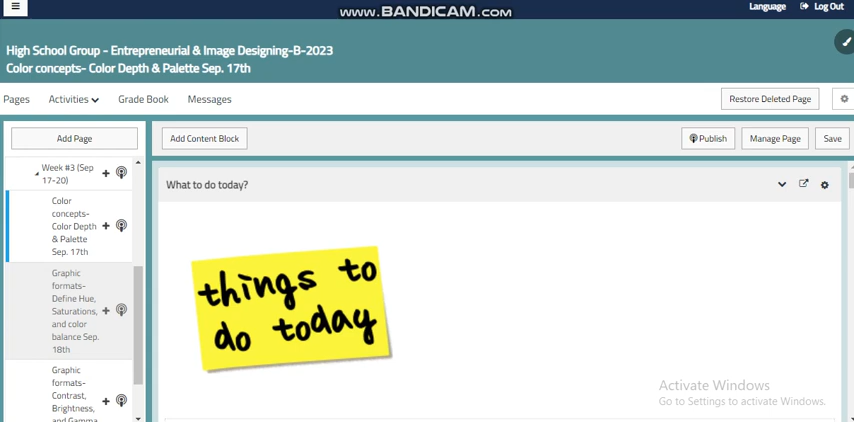 www.BANDICAM.com
Language
Log Out
High School Group - Entrepreneurial & Image Designing-B-2023
Color concepts- Color Depth & Palette Sep. 17th
Pages
Activities
Grade Book
Messages
Restore Deleted Page
Add Page
Add Content Block
Publish
Manage Page
Save
Week #3 (Sep
17-20)
Color
concepts-
Color Depth
& Palette
Sep. 17th
Graphic
formats-
Define Hue,
Saturations,
and color
balance Sep.
18th
Graphic
formats-
Contrast,
Brightness,
and Gamma
What to do today?
things to
do today
Activate Windows
Go to Settings to activate Windows.